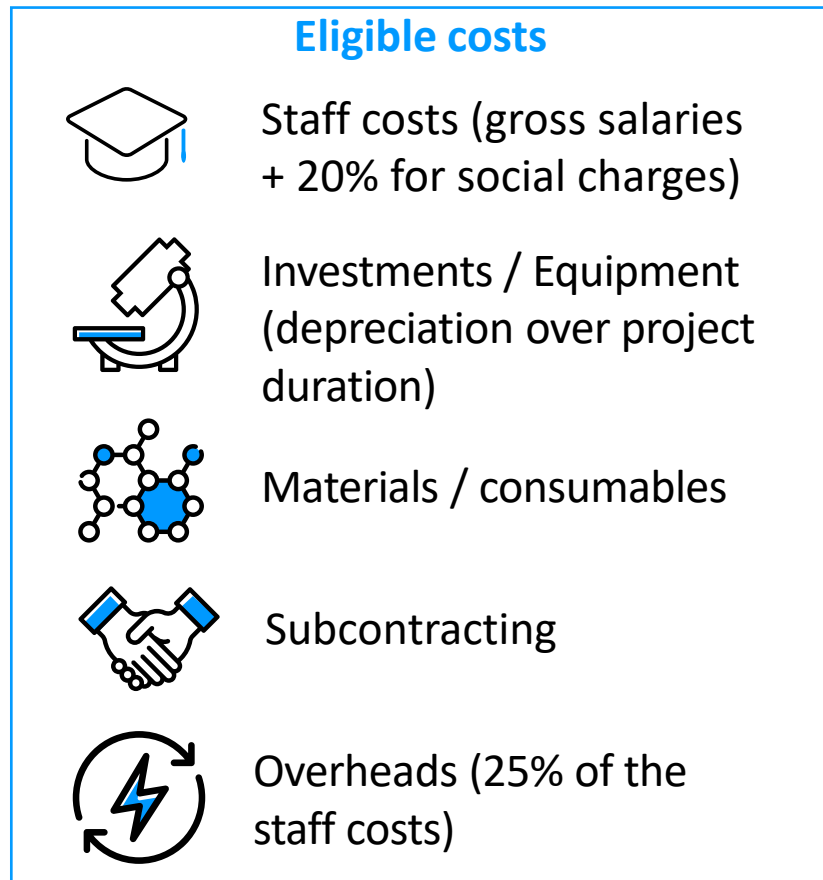 Eligible costs
Staff costs (gross salaries
+ 20% for social charges)
Investments / Equipment
(depreciation over project
duration)
Materials / consumables
Subcontracting
Overheads (25% of the
staff costs)